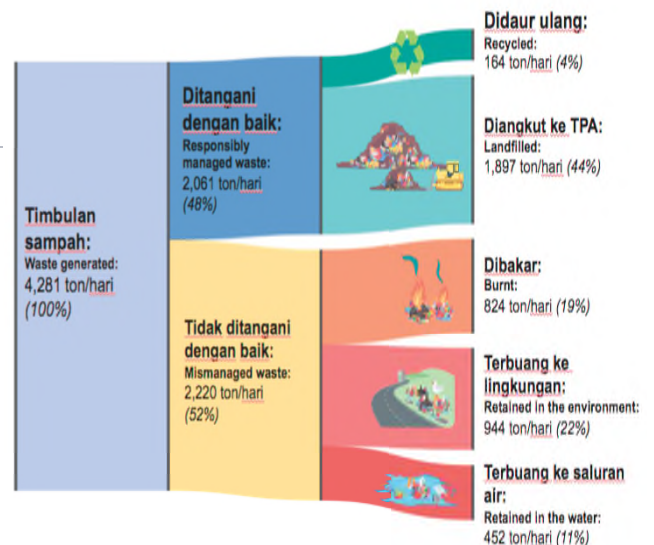 Timbulan
sampah:
Waste generated:
4,281 ton/hari
(100%)
Ditangani
dengan baik:
Responsibly
managed waste:
2,061 ton/hari
(48%)
Tidak ditangani
dengan baik:
Mismanaged waste:
2,220 ton/hari
(52%)
Didaur ulang:
Recycled:
164 ton/hari (4%)
Diangkut ke TPA:
Landfilled:
1,897 ton/hari (44%)
Dibakar:
Burnt:
824 ton/hari (19%)
Terbuang ke
lingkungan:
Retained in the environment:
944 ton/hari (22%)
Terbuang ke saluran
air:
Retained in the water:
452 ton/hari (11%)